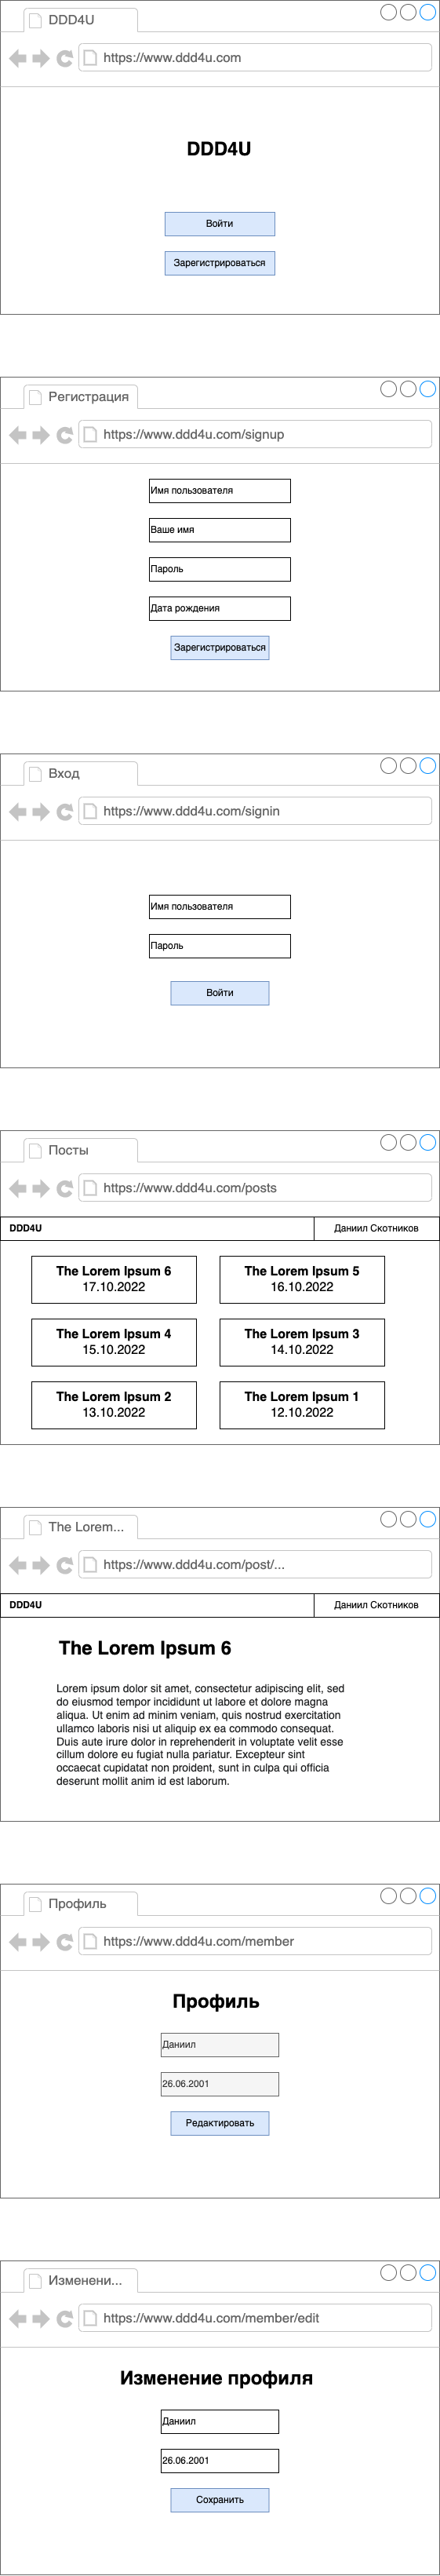 DDD4U
https://www.ddd4u.com
DDD4U
Войти
Зарегистрироваться
Регистрация
https://www.ddd4u.com/signup
Имя пользователя
Ваше имя
Пароль
Дата рождения
Зарегистрироваться
Вход
https://www.ddd4u.com/signin
Имя пользователя
Пароль
Войти
Посты
https://www.ddd4u.com/posts
DDD4U Даниил Скотников
The Lorem Ipsum 6 The Lorem Ipsum 5
17.10.2022 16.10.2022
The Lorem Ipsum 4 The Lorem Ipsum 3
15.10.2022 14.10.2022
The Lorem Ipsum 2 The Lorem Ipsum 1
13.10.2022 12.10.2022
The Lorem...
https://www.ddd4u.com/post/...
DDD4U Даниил Скотников
The Lorem Ipsum 6
Lorem ipsum dolor sit amet, consectetur adipiscing elit, sed
do eiusmod tempor incididunt ut labore et dolore magna
aliqua. Ut enim ad minim veniam, quis nostrud exercitation
ullamco laboris nisi ut aliquip ex ea commodo consequat.
Duis aute irure dolor in reprehenderit in voluptate velit esse
cillum dolore eu fugiat nulla pariatur. Excepteur sint
occaecat cupidatat non proident, sunt in culpa qui officia
deserunt mollit anim id est laborum.
Профиль
https://www.ddd4u.com/member
Профиль
Даниил
26.06.2001
Редактировать
Изменени...
https://www.ddd4u.com/member/edit
Изменение профиля
Даниил
26.06.2001
Сохранить